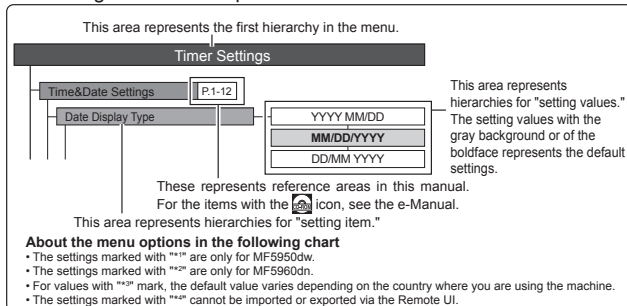 This area represents the first hierarchy in the menu.
Timer Settings
Time&Date Settings
P.1-12
Date Display Type
YYYY MM/DD
MM/DD/YYYY
DD/MM YYYY
This area represents
hierarchies for "setting values."
The setting values with the
gray background or of the
boldface represents the default
settings.
These represents reference areas in this manual.
For the items with the icon, see the e-Manual.
This area represents hierarchies for "setting item."
About the menu options in the following chart
• The settings marked with "*1" are only for MF5950dw.
• The settings marked with "*2" are only for MF5960dn.
• For values with "*3" mark, the default value varies depending on the country where you are using the machine.
• The settings marked with "*4" cannot be imported or exported via the Remote UI.